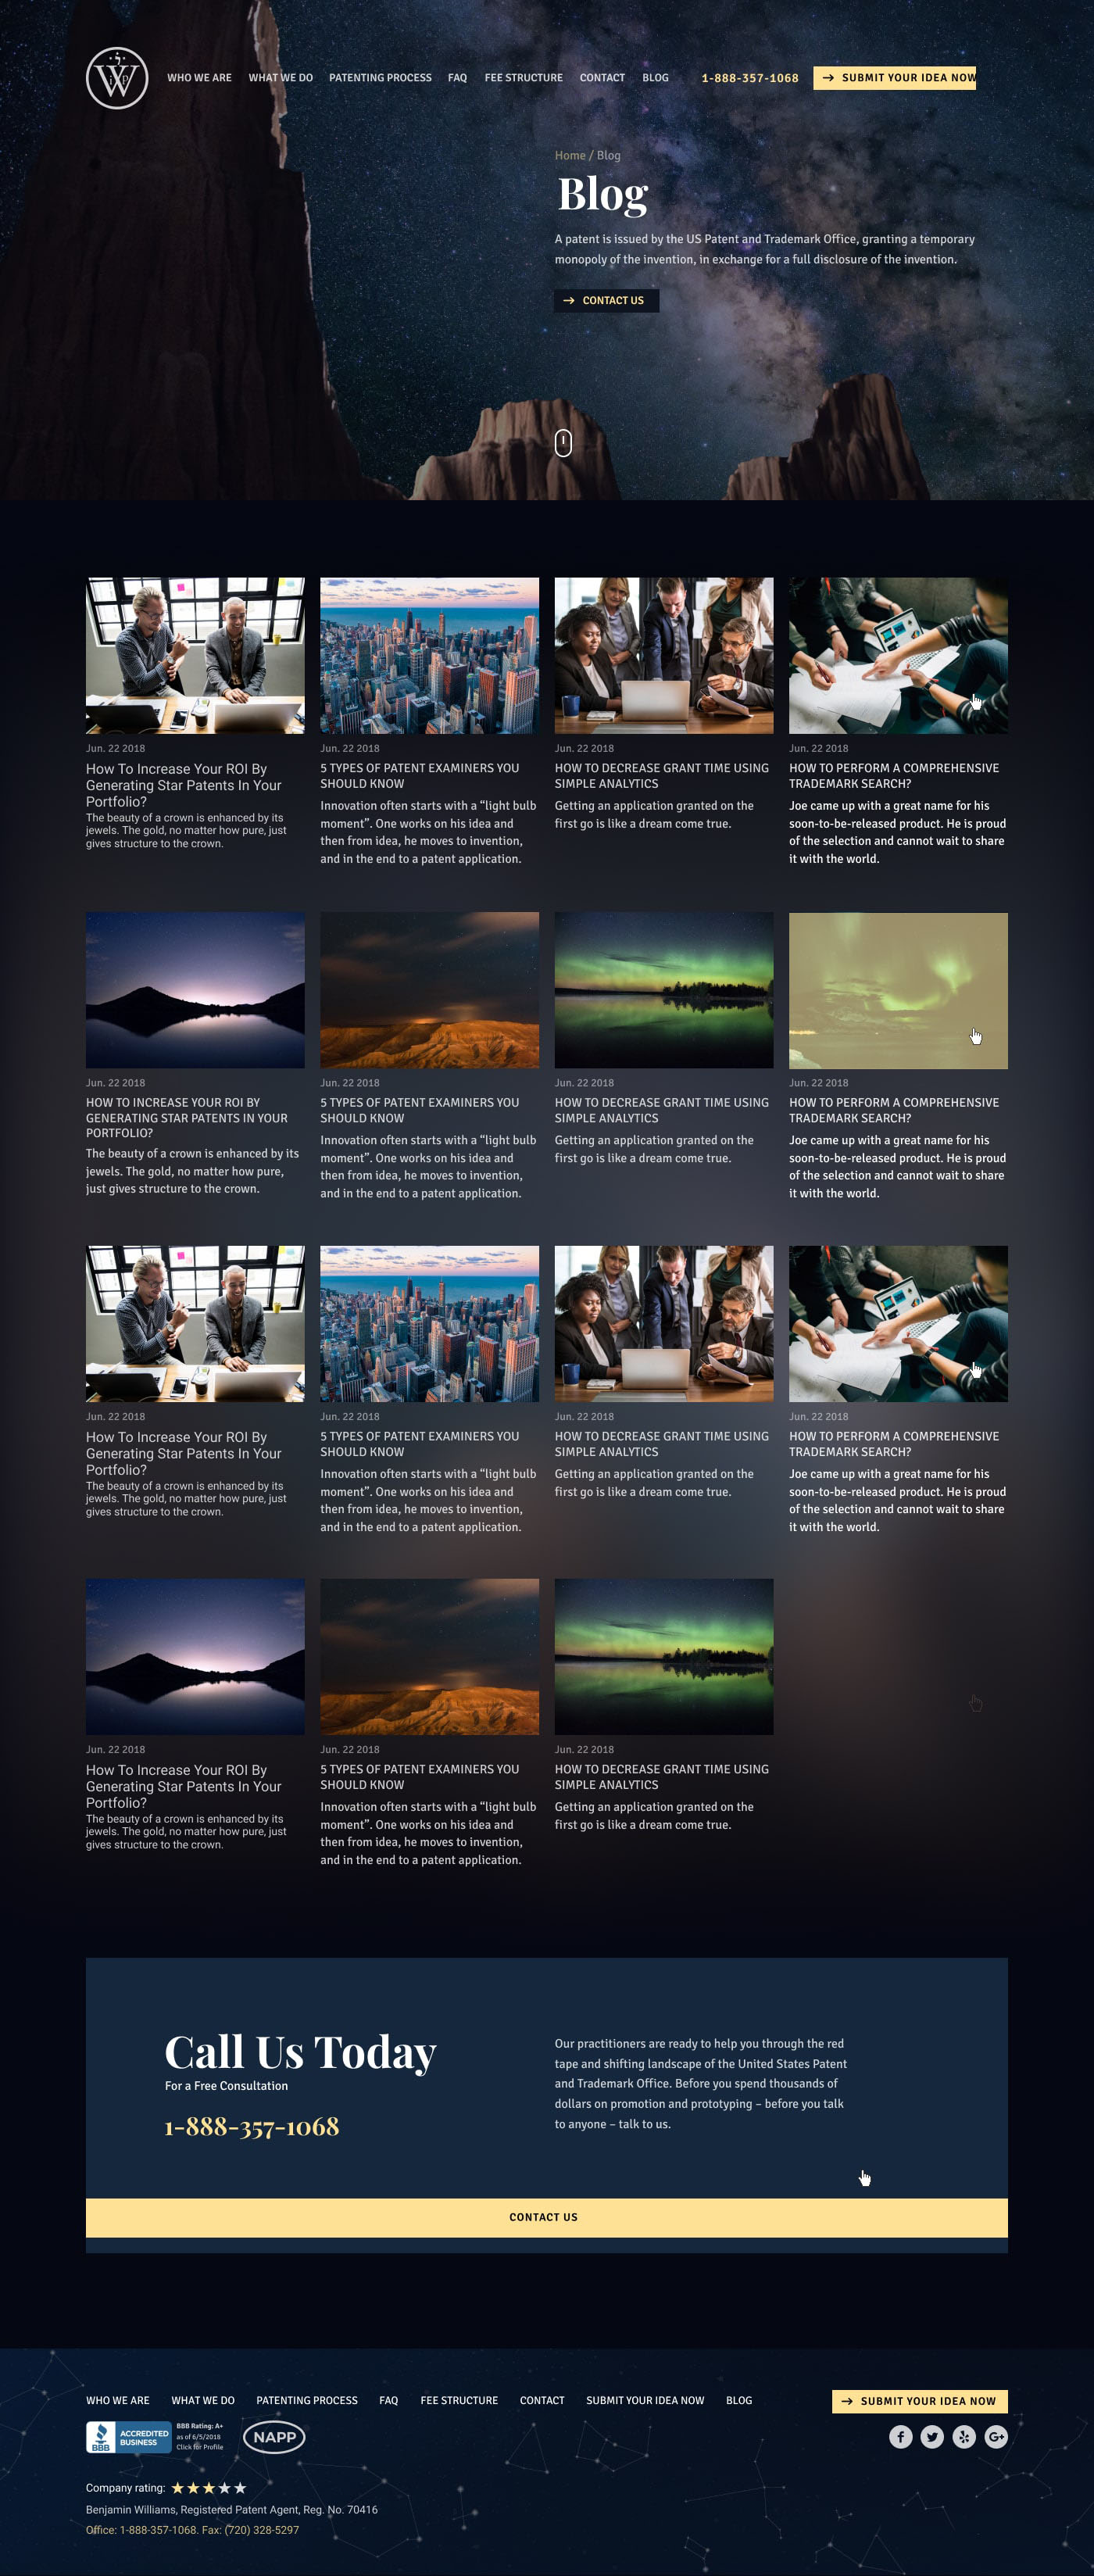 WHO WE ARE WHAT WE DO PATENTING PROCESS FAQ FEE STRUCTURE CONTACT BLOG 1-888-357-1068 → SUBMIT YOUR IDEA NOW
Home / Blog
Blog
A patent is issued by the US Patent and Trademark Office, granting a temporary
monopoly of the invention, in exchange for a full disclosure of the invention.
→ CONTACT US
Jun. 22 2018
How To Increase Your ROI By
Generating Star Patents In Your
Portfolio?
The beauty of a crown is enhanced by its
jewels. The gold, no matter how pure, just
gives structure to the crown.
Jun. 22 2018
5 TYPES OF PATENT EXAMINERS YOU
SHOULD KNOW
Innovation often starts with a “light bulb
moment”. One works on his idea and
then from idea, he moves to invention,
and in the end to a patent application.
Jun. 22 2018
HOW TO DECREASE GRANT TIME USING
SIMPLE ANALYTICS
Getting an application granted on the
first go is like a dream come true.
Jun. 22 2018
HOW TO PERFORM A COMPREHENSIVE
TRADEMARK SEARCH?
Joe came up with a great name for his
soon-to-be-released product. He is proud
of the selection and cannot wait to share
it with the world.
Jun. 22 2018
HOW TO INCREASE YOUR ROI BY
GENERATING STAR PATENTS IN YOUR
PORTFOLIO?
The beauty of a crown is enhanced by its
jewels. The gold, no matter how pure,
just gives structure to the crown.
Jun. 22 2018
5 TYPES OF PATENT EXAMINERS YOU
SHOULD KNOW
Innovation often starts with a “light bulb
moment”. One works on his idea and
then from idea, he moves to invention,
and in the end to a patent application.
Jun. 22 2018
HOW TO DECREASE GRANT TIME USING
SIMPLE ANALYTICS
Getting an application granted on the
first go is like a dream come true.
Jun. 22 2018
HOW TO PERFORM A COMPREHENSIVE
TRADEMARK SEARCH?
Joe came up with a great name for his
soon-to-be-released product. He is proud
of the selection and cannot wait to share
it with the world.
Jun. 22 2018
How To Increase Your ROI By
Generating Star Patents In Your
Portfolio?
The beauty of a crown is enhanced by its
jewels. The gold, no matter how pure, just
gives structure to the crown.
Jun. 22 2018
5 TYPES OF PATENT EXAMINERS YOU
SHOULD KNOW
Innovation often starts with a “light bulb
moment”. One works on his idea and
then from idea, he moves to invention,
and in the end to a patent application.
Jun. 22 2018
HOW TO DECREASE GRANT TIME USING
SIMPLE ANALYTICS
Getting an application granted on the
first go is like a dream come true.
Jun. 22 2018
HOW TO PERFORM A COMPREHENSIVE
TRADEMARK SEARCH?
Joe came up with a great name for his
soon-to-be-released product. He is proud
of the selection and cannot wait to share
it with the world.
Jun. 22 2018
How To Increase Your ROI By
Generating Star Patents In Your
Portfolio?
The beauty of a crown is enhanced by its
jewels. The gold, no matter how pure, just
gives structure to the crown.
Jun. 22 2018
5 TYPES OF PATENT EXAMINERS YOU
SHOULD KNOW
Innovation often starts with a “light bulb
moment”. One works on his idea and
then from idea, he moves to invention,
and in the end to a patent application.
Jun. 22 2018
HOW TO DECREASE GRANT TIME USING
SIMPLE ANALYTICS
Getting an application granted on the
first go is like a dream come true.
Call Us Today
For a Free Consultation
1-888-357-1068
Our practitioners are ready to help you through the red
tape and shifting landscape of the United States Patent
and Trademark Office. Before you spend thousands of
dollars on promotion and prototyping – before you talk
to anyone – talk to us.
CONTACT US
WHO WE ARE WHAT WE DO PATENTING PROCESS FAQ FEE STRUCTURE CONTACT SUBMIT YOUR IDEA NOW BLOG → SUBMIT YOUR IDEA NOW
BBB
ACCREDITED
BUSINESS
BBB Rating: A+
as of 6/5/2018
Click for Profile
NAPP
f G+
Company rating:
Benjamin Williams, Registered Patent Agent, Reg. No. 70416
Office: 1-888-357-1068. Fax: (720) 328-5297